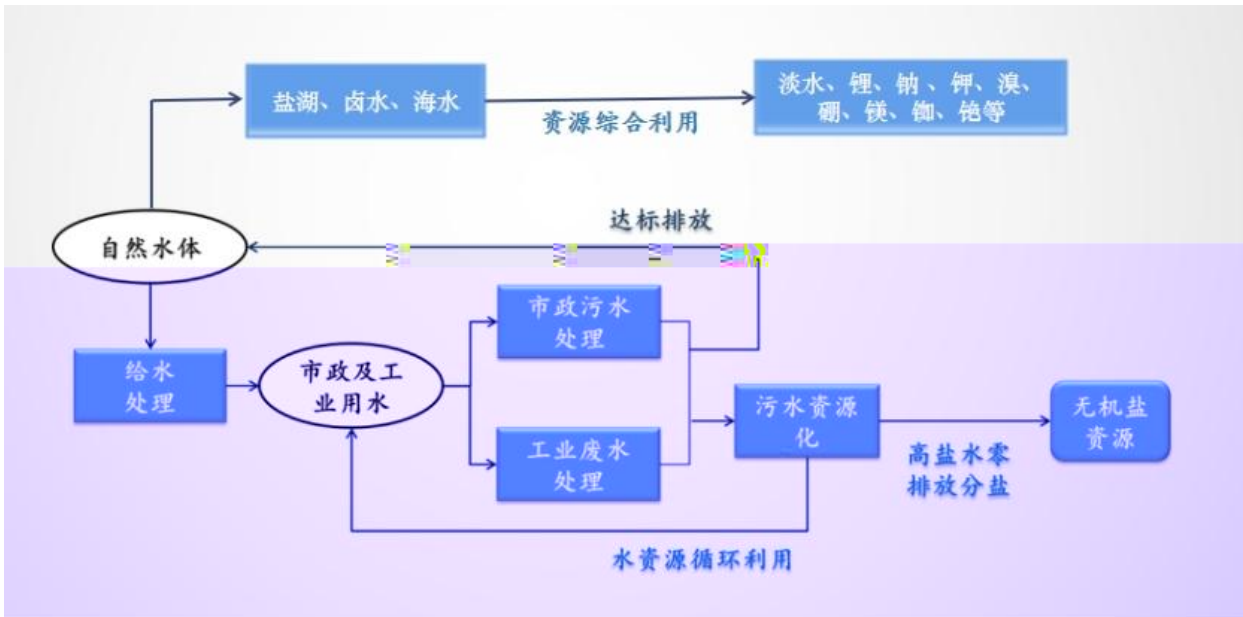 盐湖、卤水、海水
资源综合利用
淡水、锂、钠、钾、溴、
硼、镁、铷、铯等
达标排放
自然水体
给水
处理
市政及工
业用水
市政污水
处理
工业废水
处理
污水资源
化
高盐水零
排放分盐
无机盐
资源
水资源循环利用